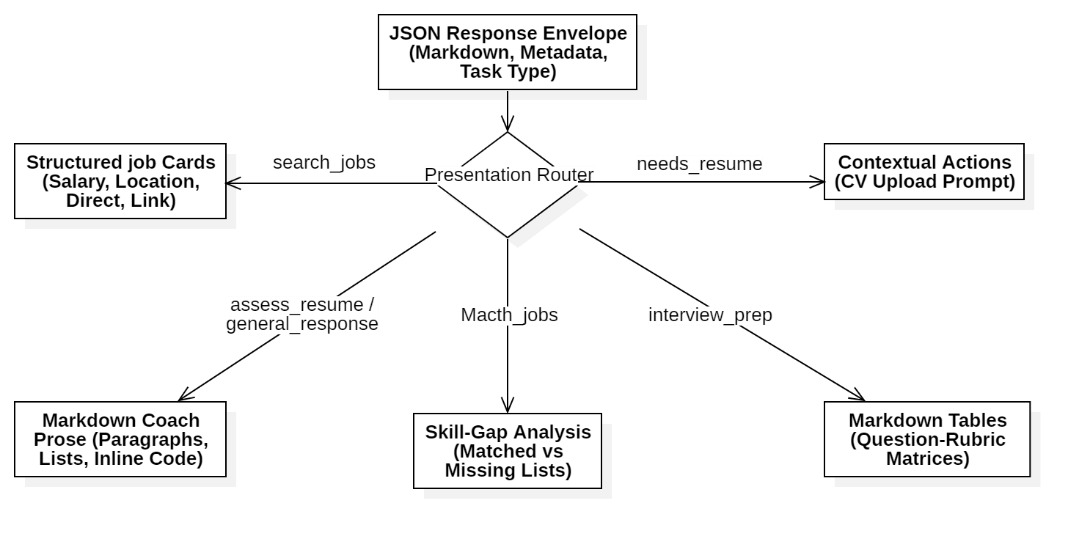 JSON Response Envelope
(Markdown, Metadata,
Task Type)
Presentation Router
search_jobs
needs_resume
Structured job Cards
(Salary, Location,
Direct, Link)
Contextual Actions
(CV Upload Prompt)
assess_resume /
general_response
Macth_jobs
interview_prep
Markdown Coach
Prose (Paragraphs,
Lists, Inline Code)
Skill-Gap Analysis
(Matched vs
Missing Lists)
Markdown Tables
(Question-Rubric
Matrices)